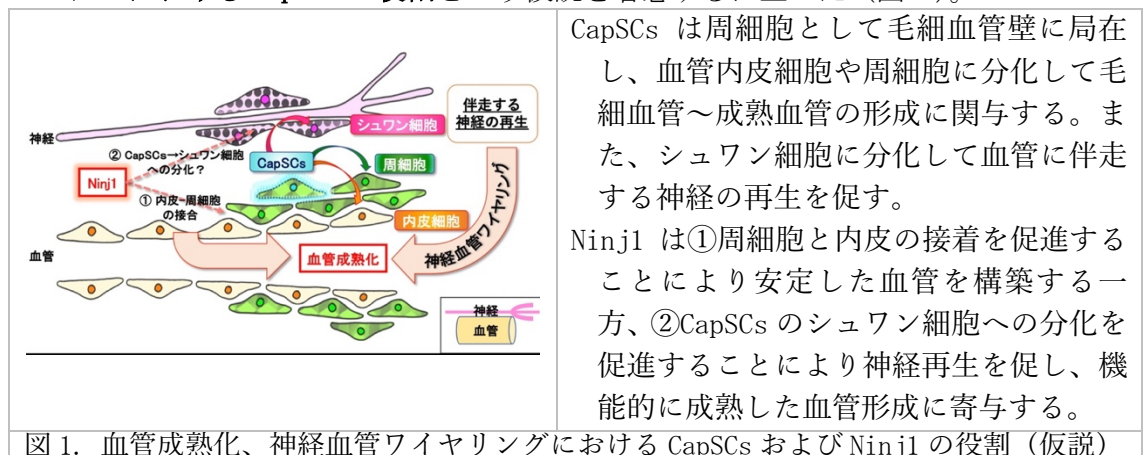 伴走する
神経の再生
シュワン細胞
神経
② CapSCs→シュワン細胞
への分化？
CapSCs
周細胞
Ninj1
① 内皮-周細胞
の接合
内皮細胞
血管
血管成熟化
神経血管ワイヤリング
神経
血管
CapSCs は周細胞として毛細血管壁に局在
し、血管内皮細胞や周細胞に分化して毛
細血管～成熟血管の形成に関与する。ま
た、シュワン細胞に分化して血管に伴走
する神経の再生を促す。
Ninj1 は①周細胞と内皮の接着を促進する
ことにより安定した血管を構築する一
方、②CapSCs のシュワン細胞への分化を
促進することにより神経再生を促し、機
能的に成熟した血管形成に寄与する。
図 1. 血管成熟化、神経血管ワイヤリングにおける CapSCs および Ninj1 の役割（仮説）